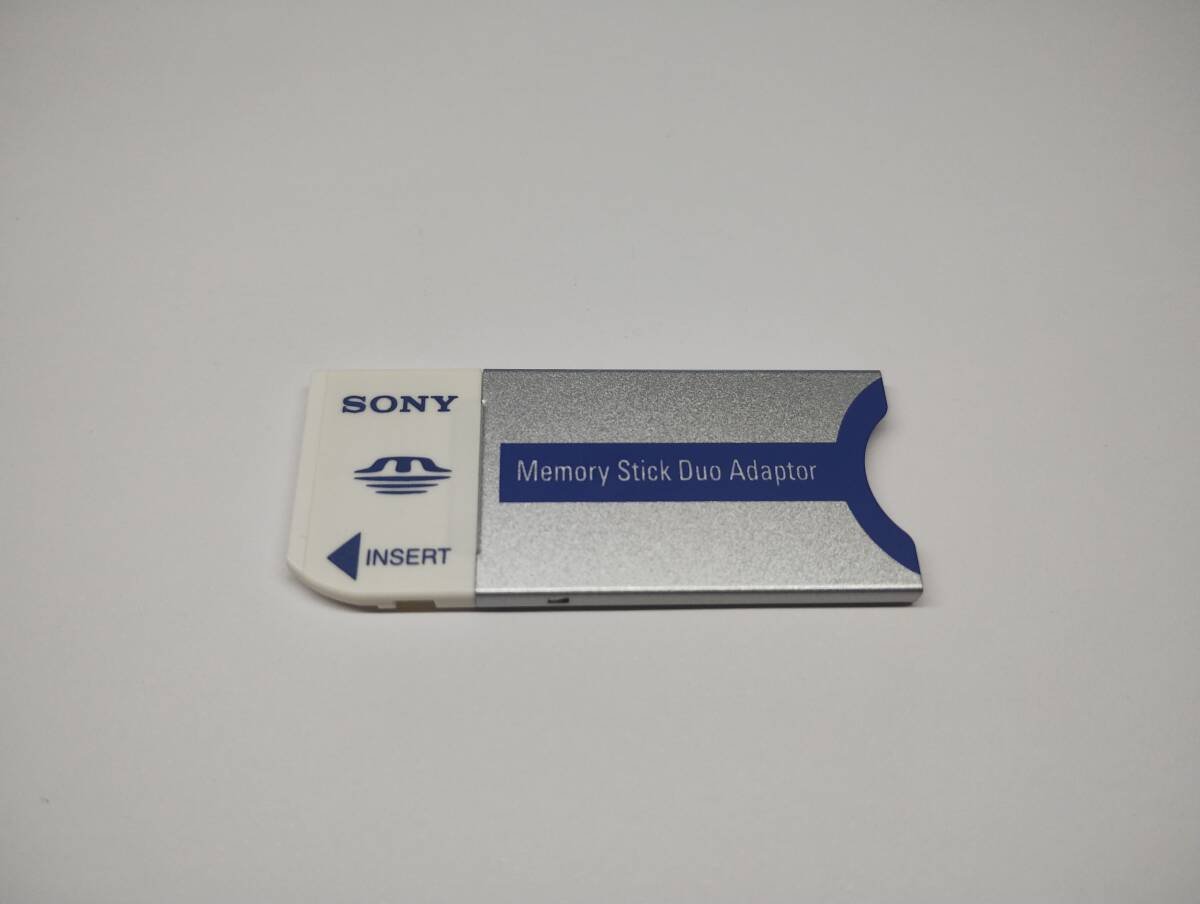 SONY
INSERT
Memory Stick Duo Adaptor